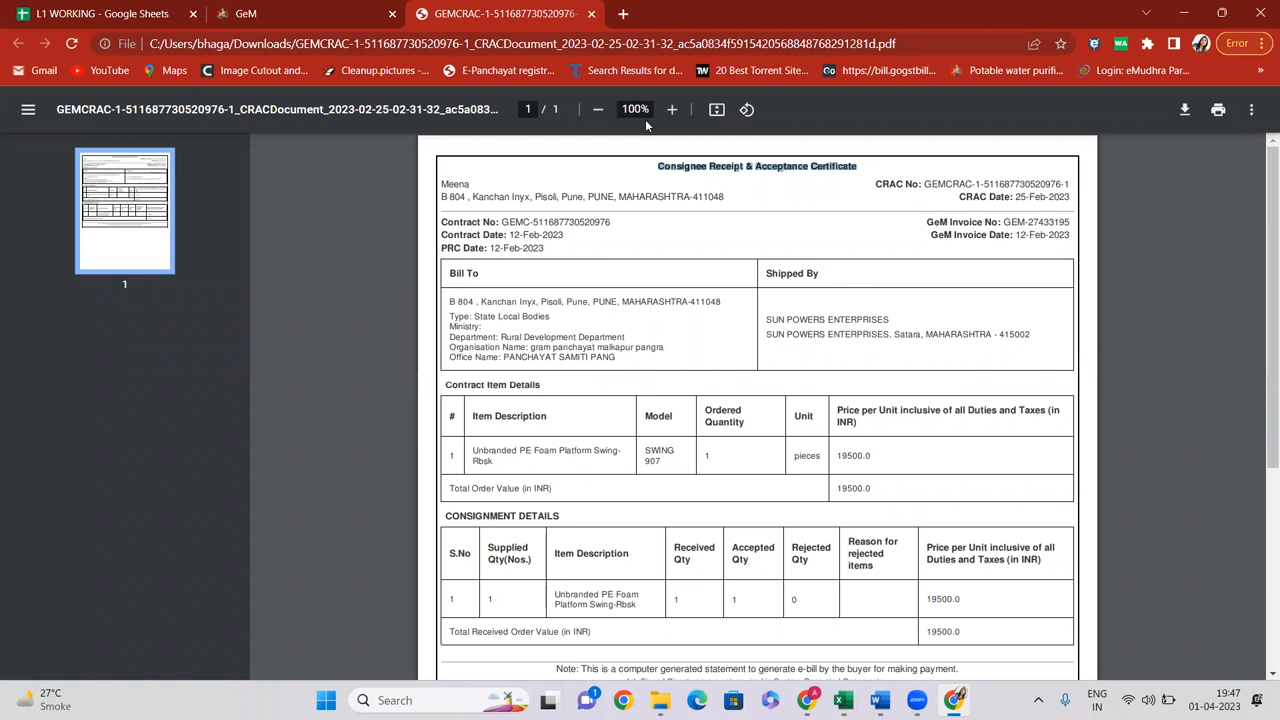 L1 WORKING - Google Sheets
GeM
GEMCRAC-1-511687730520976-
File
C:/Users/bhaga/Downloads/GEMCRAC-1-511687730520976-1_CRACDocument_2023-02-25-02-31-32_ac5a0834f5915420568848768291281d.pdf
WA
Error
Gmail
YouTube
Maps
Image Cutout and...
Cleanup.pictures -...
E-Panchayat registr...
Search Results for d...
20 Best Torrent Site...
https://bill.gogstbill...
Potable water purifi...
Login: eMudhra Par...
»
GEMCRAC-1-511687730520976-1_CRACDocument_2023-02-25-02-31-32_ac5a083...
1 / 1
100%
1
Consignee Receipt & Acceptance Certificate
Meena
CRAC No: GEMCRAC-1-511687730520976-1
B 804 , Kanchan Inyx, Pisoli, Pune, PUNE, MAHARASHTRA-411048
CRAC Date: 25-Feb-2023
Contract No: GEMC-511687730520976
GeM Invoice No: GEM-27433195
Contract Date: 12-Feb-2023
GeM Invoice Date: 12-Feb-2023
PRC Date: 12-Feb-2023
Bill To
Shipped By
B 804 , Kanchan Inyx, Pisoli, Pune, PUNE, MAHARASHTRA-411048
Type: State Local Bodies
Ministry:
Department: Rural Development Department
Organisation Name: gram panchayat malkapur pangra
Office Name: PANCHAYAT SAMITI PANG
SUN POWERS ENTERPRISES
SUN POWERS ENTERPRISES, Satara, MAHARASHTRA - 415002
Contract Item Details
#
Item Description
Model
Ordered
Quantity
Unit
Price per Unit inclusive of all Duties and Taxes (in
INR)
1
Unbranded PE Foam Platform Swing-
Rbsk
SWING
907
1
pieces
19500.0
Total Order Value (in INR)
19500.0
CONSIGNMENT DETAILS
S.No
Supplied
Qty(Nos.)
Item Description
Received
Qty
Accepted
Qty
Rejected
Qty
Reason for
rejected
items
Price per Unit inclusive of all
Duties and Taxes (in INR)
1
1
Unbranded PE Foam
Platform Swing-Rbsk
1
1
0
19500.0
Total Received Order Value (in INR)
19500.0
Note: This is a computer generated statement to generate e-bill by the buyer for making payment.
27°C
Smoke
Search
1
ENG
IN
19:47
01-04-2023